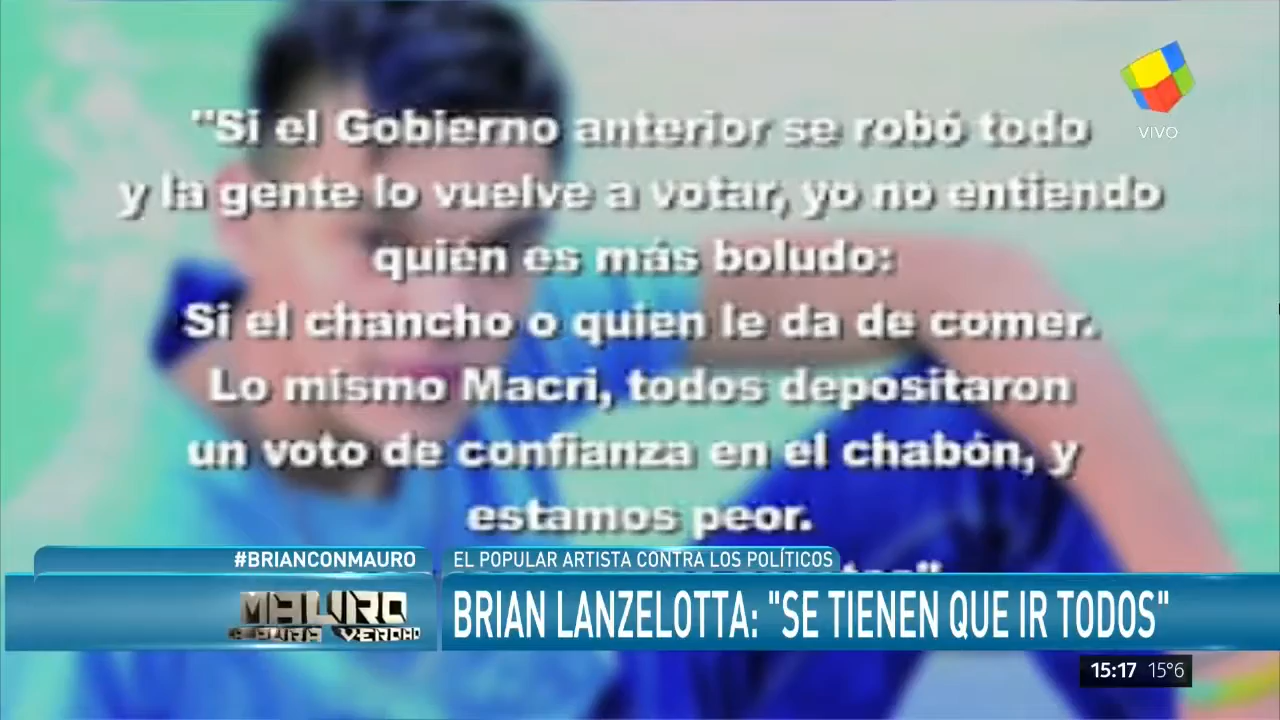 VIVO
"Si el Gobierno anterior se robó todo
y la gente lo vuelve a votar, yo no entiendo
quién es más boludo:
Si el chancho o quien le da de comer.
Lo mismo Macri, todos depositaron
un voto de confianza en el chabón, y
estamos peor.
#BRIANCONMAURO
EL POPULAR ARTISTA CONTRA LOS POLÍTICOS
MAURO
LA PURA VERDAD
BRIAN LANZELOTTA: "SE TIENEN QUE IR TODOS"
15:17 15°6